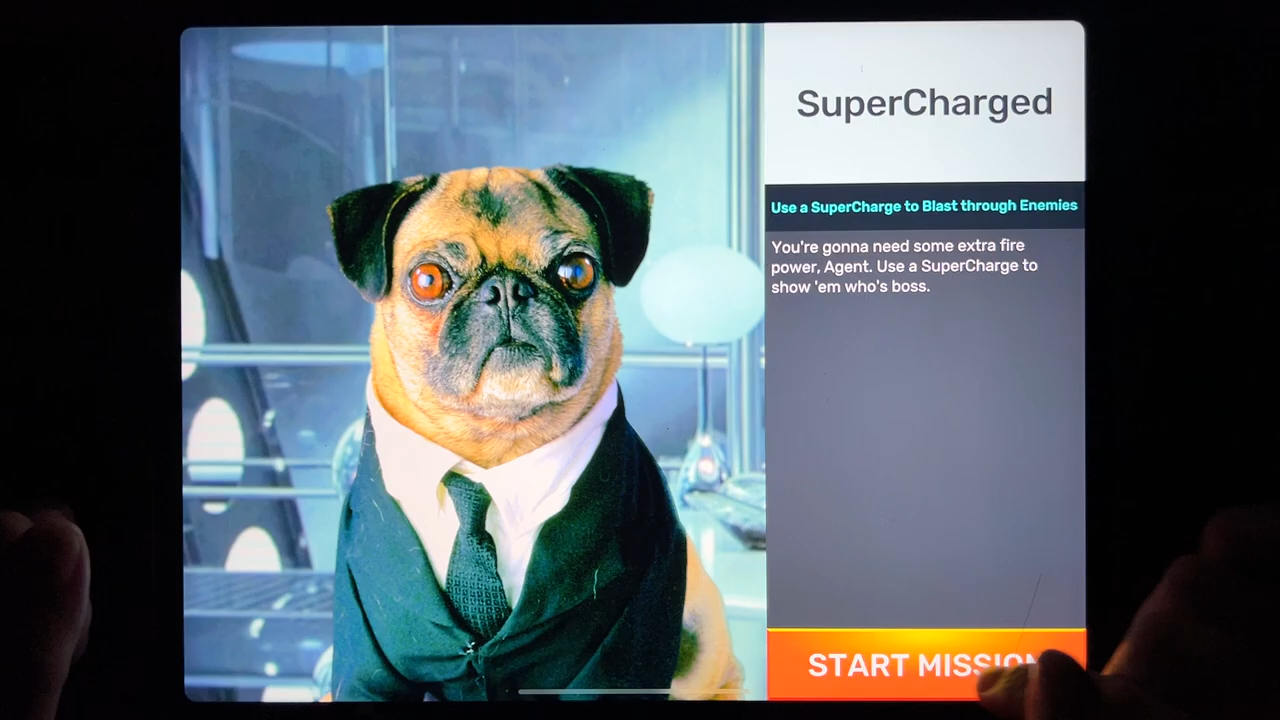 SuperCharged
Use a SuperCharge to Blast through Enemies
You're gonna need some extra fire
power, Agent. Use a SuperCharge to
show 'em who's boss.
START MISSION